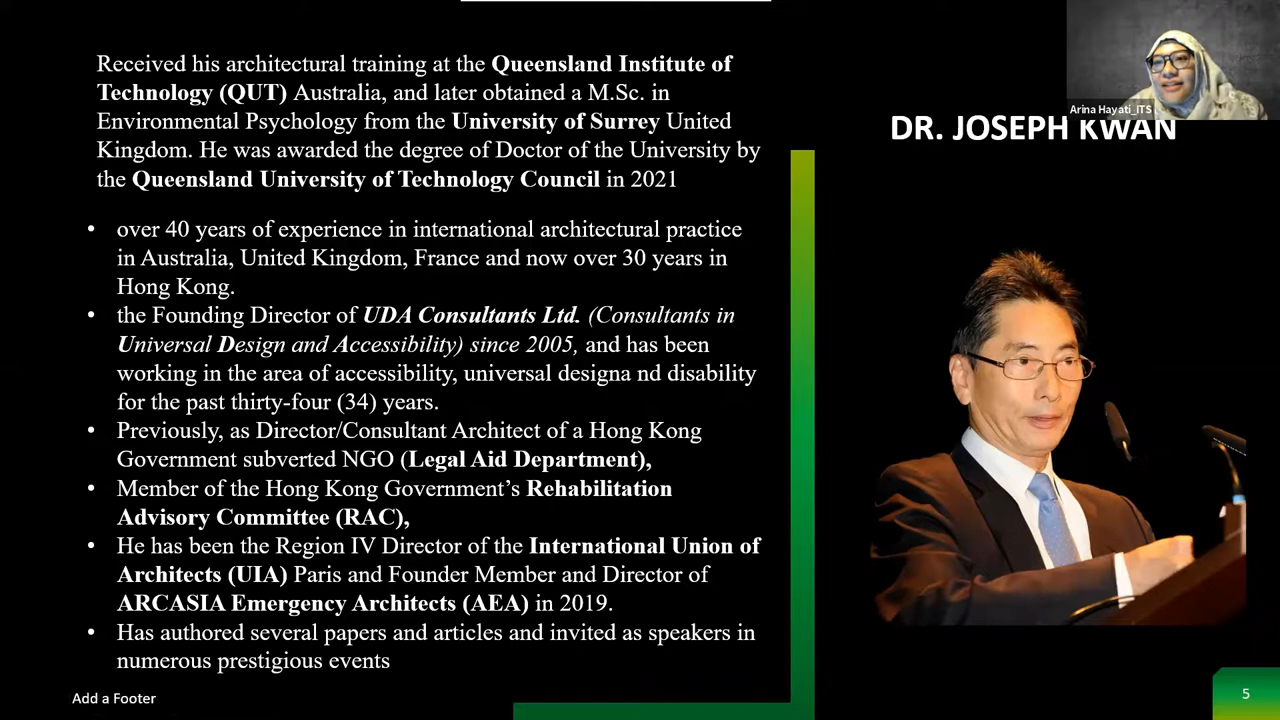 Received his architectural training at the Queensland Institute of
Technology (QUT) Australia, and later obtained a M.Sc. in
Environmental Psychology from the University of Surrey United
Kingdom. He was awarded the degree of Doctor of the University by
the Queensland University of Technology Council in 2021
• over 40 years of experience in international architectural practice
in Australia, United Kingdom, France and now over 30 years in
Hong Kong.
• the Founding Director of UDA Consultants Ltd. (Consultants in
Universal Design and Accessibility) since 2005, and has been
working in the area of accessibility, universal designa nd disability
for the past thirty-four (34) years.
• Previously, as Director/Consultant Architect of a Hong Kong
Government subverted NGO (Legal Aid Department),
• Member of the Hong Kong Government’s Rehabilitation
Advisory Committee (RAC),
• He has been the Region IV Director of the International Union of
Architects (UIA) Paris and Founder Member and Director of
ARCASIA Emergency Architects (AEA) in 2019.
• Has authored several papers and articles and invited as speakers in
numerous prestigious events
Add a Footer
Arina Hayati_ITS
DR. JOSEPH KWAN
5